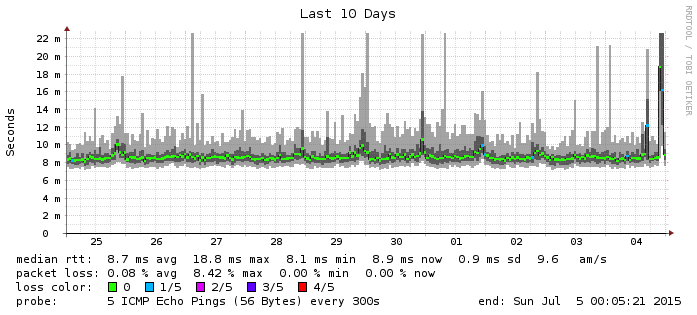 Last 10 Days
RRDTOOL / TOBI OETIKER
Seconds
22 m
20 m
18 m
16 m
14 m
12 m
10 m
8 m
6 m
4 m
2 m
0
25 26 27 28 29 30 01 02 03 04
median rtt: 8.7 ms avg 18.8 ms max 8.1 ms min 8.9 ms now 0.9 ms sd 9.6 am/s
packet loss: 0.08 % avg 8.42 % max 0.00 % min 0.00 % now
loss color: 0 1/5 2/5 3/5 4/5
probe: 5 ICMP Echo Pings (56 Bytes) every 300s end: Sun Jul 5 00:05:21 2015